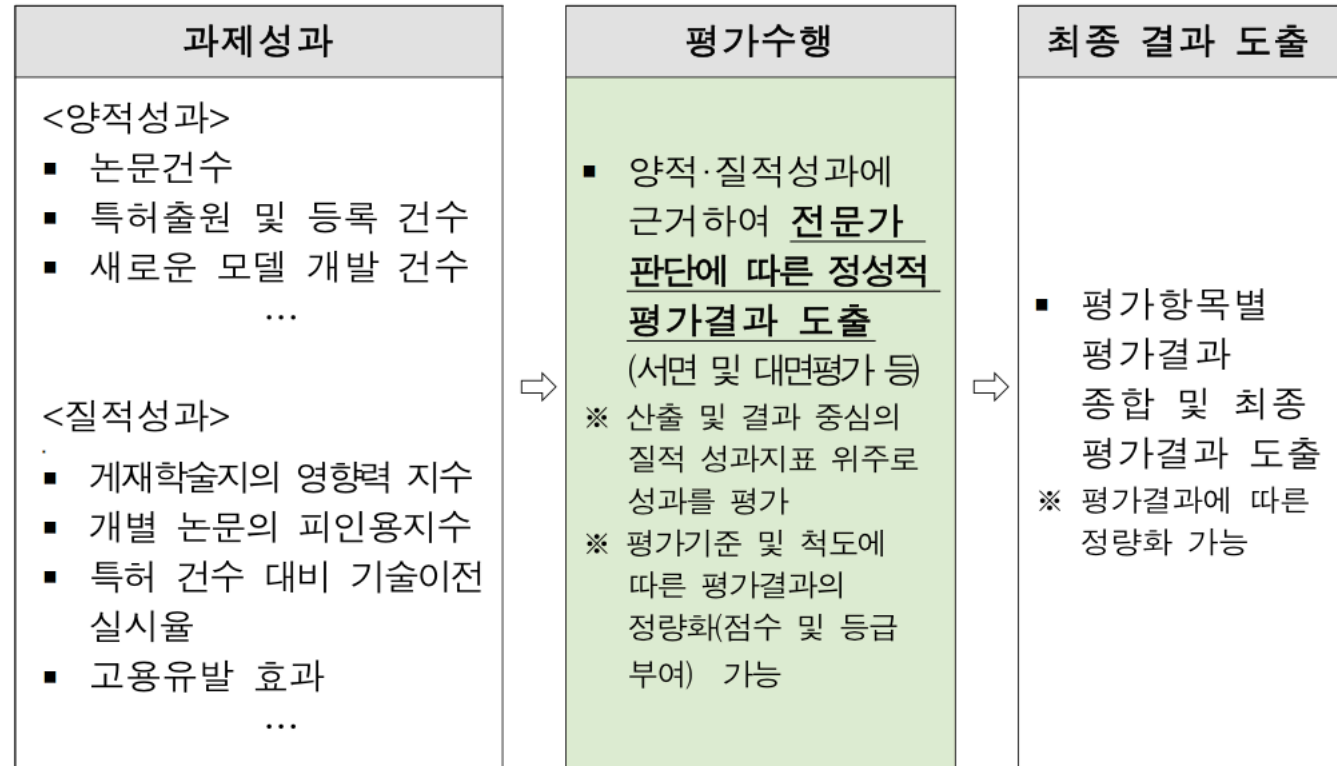 과제성과
<양적성과>
▪ 논문건수
▪ 특허출원 및 등록 건수
▪ 새로운 모델 개발 건수
…
<질적성과>
▪ 게재학술지의 영향력 지수
▪ 개별 논문의 피인용지수
▪ 특허 건수 대비 기술이전
실시율
▪ 고용유발 효과
…
⇨
평가수행
▪ 양적·질적성과에
근거하여 전문가
판단에 따른 정성적
평가결과 도출
(서면 및 대면평가 등)
※ 산출 및 결과 중심의
질적 성과지표 위주로
성과를 평가
※ 평가기준 및 척도에
따른 평가결과의
정량화(점수 및 등급
부여) 가능
⇨
최종 결과 도출
▪ 평가항목별
평가결과
종합 및 최종
평가결과 도출
※ 평가결과에 따른
정량화 가능